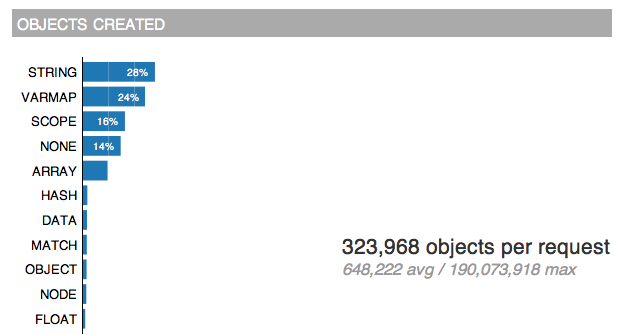 OBJECTS CREATED
STRING 28%
VARMAP 24%
SCOPE 16%
NONE 14%
ARRAY
HASH
DATA
MATCH
OBJECT
NODE
FLOAT
323,968 objects per request
648,222 avg / 190,073,918 max